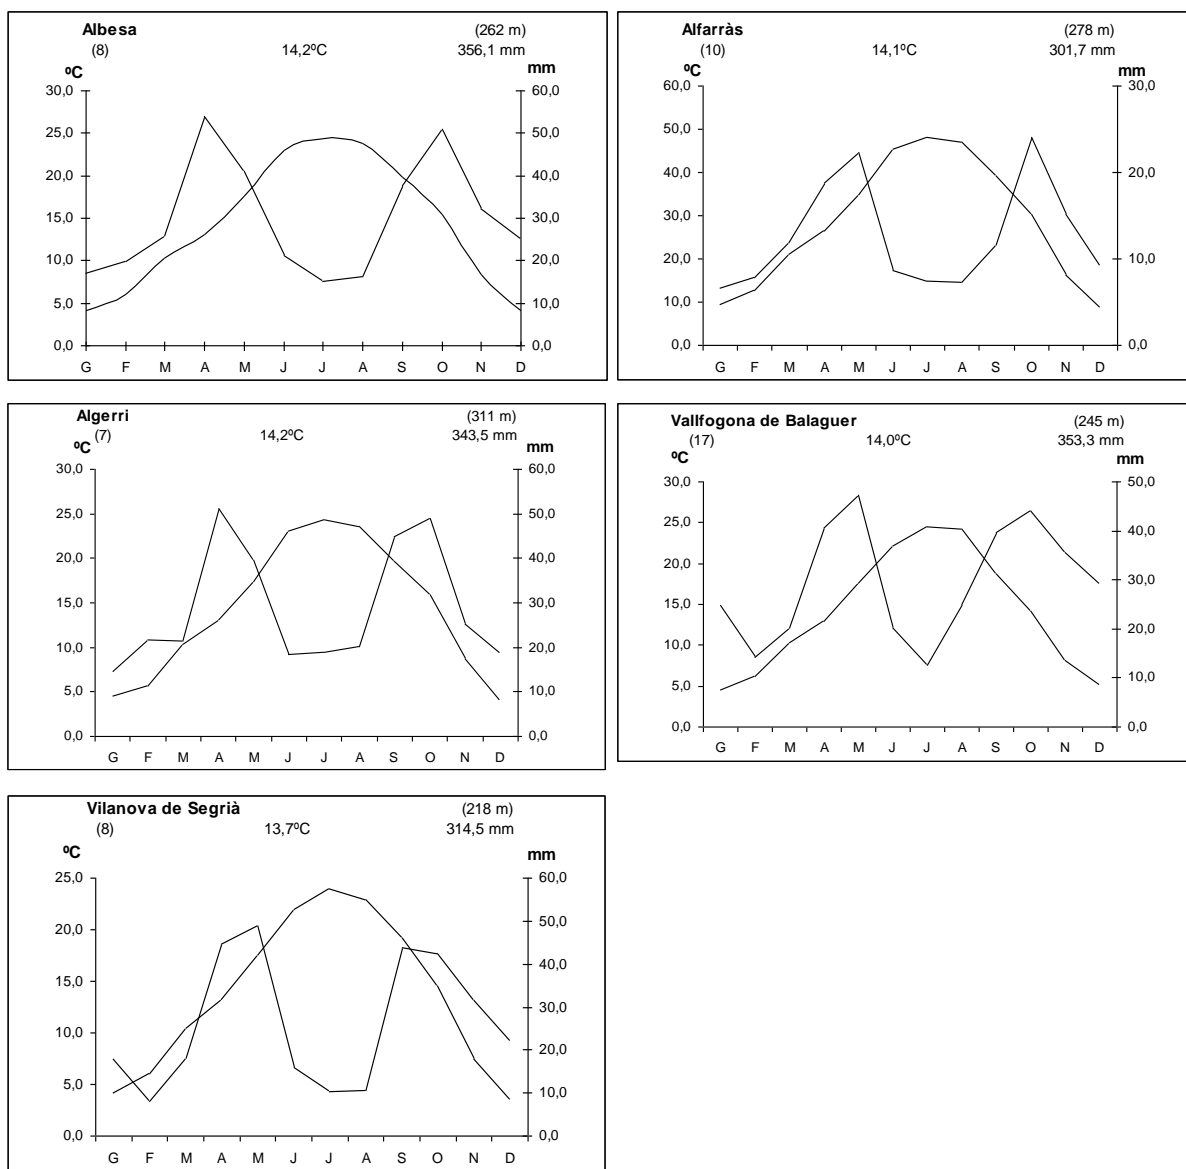 Albesa (262 m)
(8) 14,2ºC 356,1 mm
ºC mm
30,0 60,0
25,0 50,0
20,0 40,0
15,0 30,0
10,0 20,0
5,0 10,0
0,0 0,0
G F M A M J J A S O N D
Alfarràs (278 m)
(10) 14,1ºC 301,7 mm
ºC mm
60,0 30,0
50,0
40,0 20,0
30,0
20,0 10,0
10,0
0,0 0,0
G F M A M J J A S O N D
Algerri (311 m)
(7) 14,2ºC 343,5 mm
ºC mm
30,0 60,0
25,0 50,0
20,0 40,0
15,0 30,0
10,0 20,0
5,0 10,0
0,0 0,0
G F M A M J J A S O N D
Vallfogona de Balaguer (245 m)
(17) 14,0ºC 353,3 mm
ºC mm
30,0 50,0
25,0 40,0
20,0 30,0
15,0 20,0
10,0 10,0
5,0 0,0
0,0
G F M A M J J A S O N D
Vilanova de Segrià (218 m)
(8) 13,7ºC 314,5 mm
ºC mm
25,0 60,0
20,0 50,0
15,0 40,0
10,0 30,0
5,0 20,0
0,0 10,0
0,0
G F M A M J J A S O N D